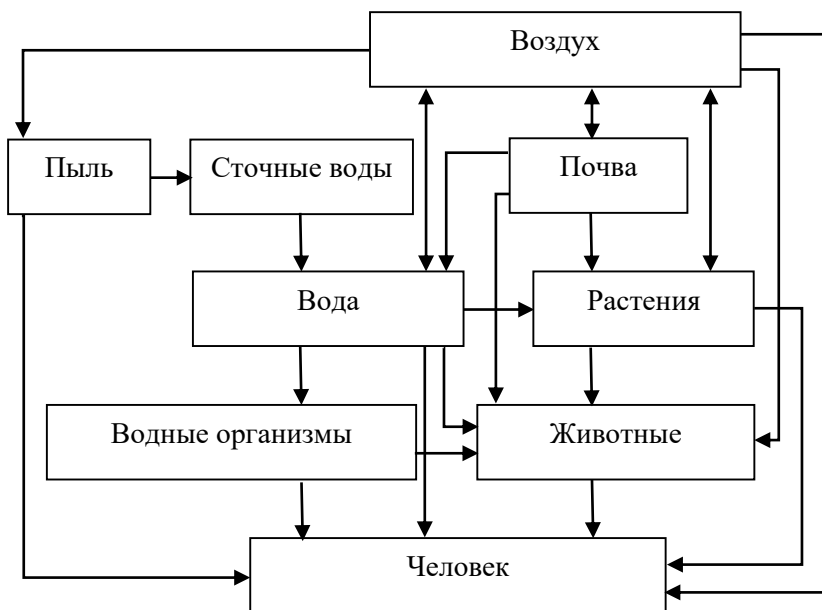 Воздух
Пыль
Сточные воды
Почва
Вода
Растения
Водные организмы
Животные
Человек